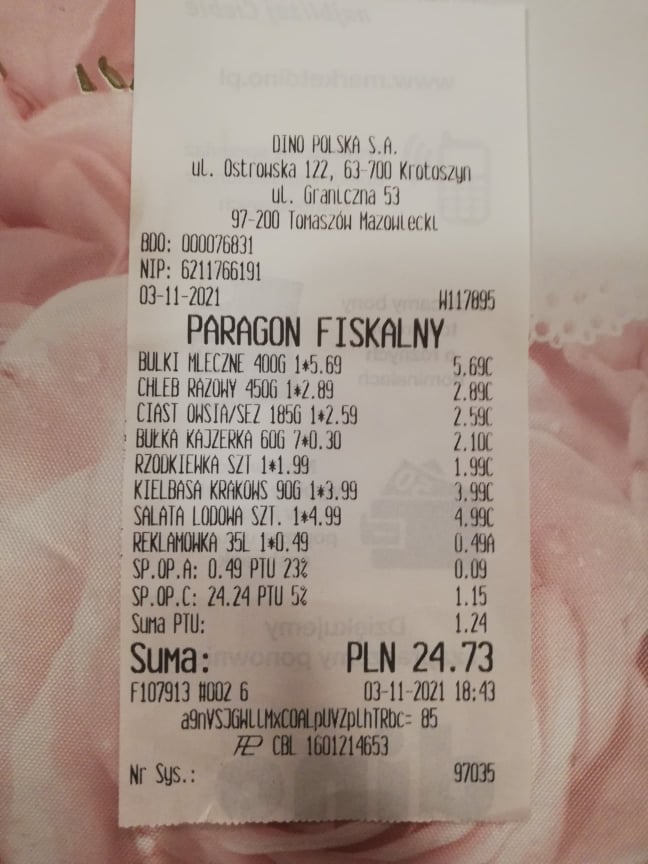 DINO POLSKA S.A.
ul. Ostrowska 122, 63-700 Krotoszyn
ul. Graniczna 53
97-200 Tomaszów Mazowiecki
BDO: 000076831
NIP: 6211766191
03-11-2021 W117895
PARAGON FISKALNY
BUŁKI MLECZNE 400G 1*5.69 5,69C
CHLEB RAZOWY 450G 1*2.89 2,89C
CIAST OWSIA/SEZ 185G 1*2.59 2,59C
BUŁKA KAJZERKA 60G 7*0.30 2,10C
RZODKIEWKA SZT 1*1.99 1,99C
KIEŁBASA KRAKOWS 90G 1*3.99 3,99C
SAŁATA LODOWA SZT. 1*4.99 4,99C
REKLAMÓWKA 35L 1*0.49 0,49A
SP.OP.A: 0.49 PTU 23% 0.09
SP.OP.C: 24.24 PTU 5% 1.15
Suma PTU: 1.24
Suma: PLN 24.73
F107913 #002 6 03-11-2021 18:43
85
CBL 1601214653
Nr Sys.: 97035